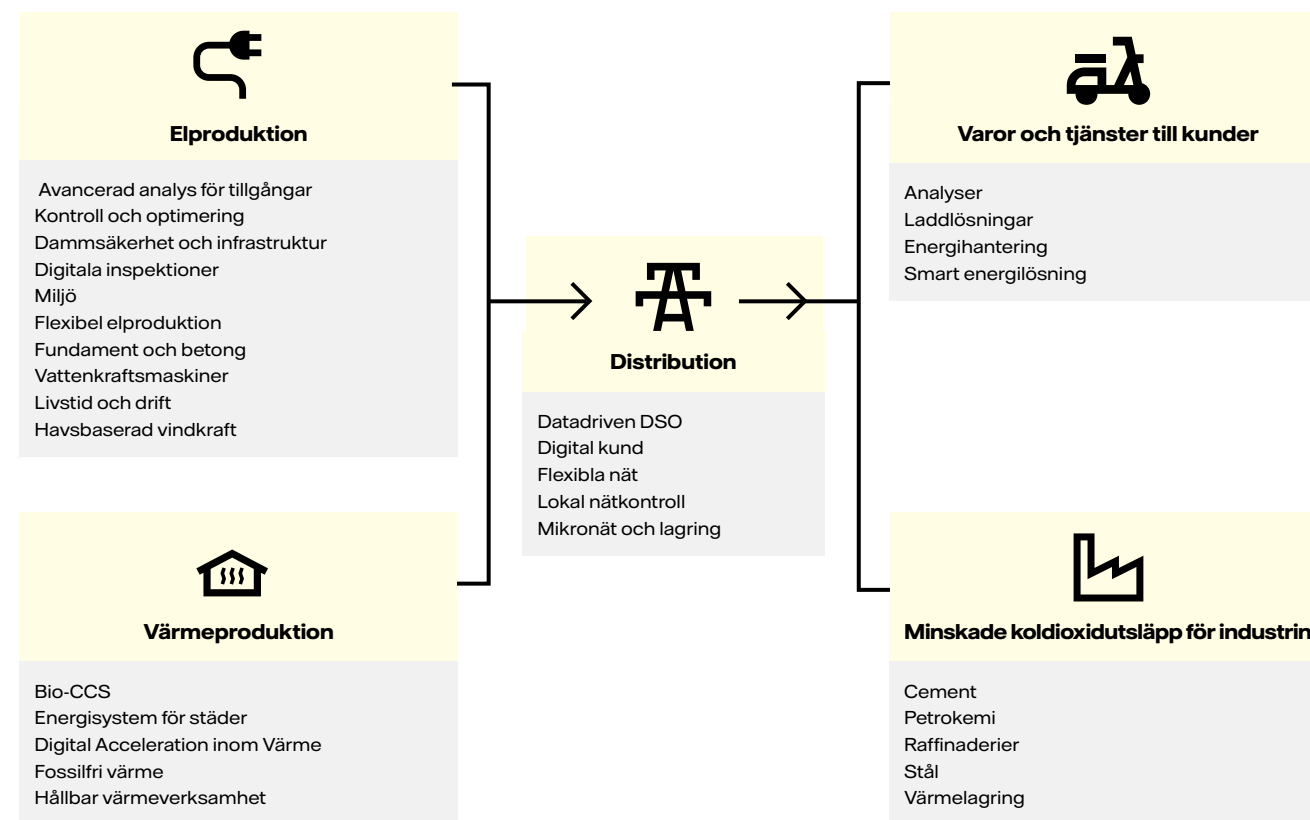 Elproduktion
Avancerad analys för tillgångar
Kontroll och optimering
Dammsäkerhet och infrastruktur
Digitala inspektioner
Miljö
Flexibel elproduktion
Fundament och betong
Vattenkraftsmaskiner
Livstid och drift
Havsbaserad vindkraft
Värmeproduktion
Bio-CCS
Energisystem för städer
Digital Acceleration inom Värme
Fossilfri värme
Hållbar värmeverksamhet
Distribution
Datadriven DSO
Digital kund
Flexibla nät
Lokal nätkontroll
Mikronät och lagring
Varor och tjänster till kunder
Analyser
Laddlösningar
Energihantering
Smart energilösning
Minskade koldioxidutsläpp för industrin
Cement
Petrokemi
Raffinaderier
Stål
Värmelagring